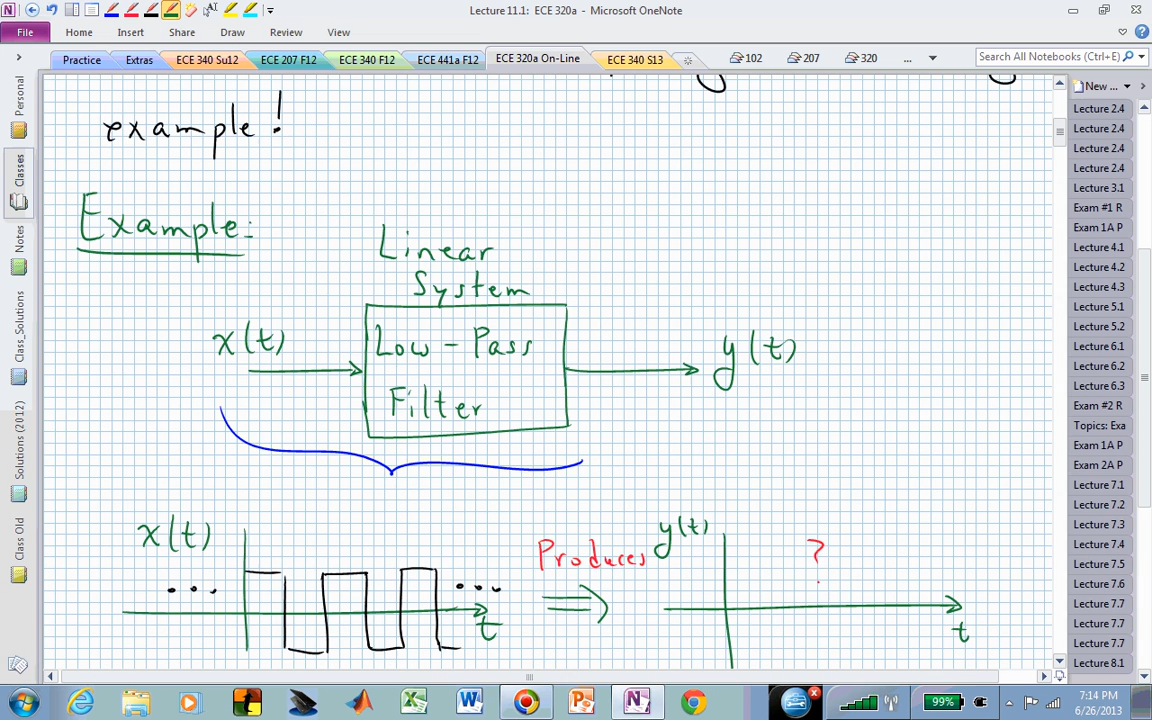 Lecture 11.1: ECE 320a - Microsoft OneNote
File Home Insert Share Draw Review View
Practice Extras ECE 340 Su12 ECE 207 F12 ECE 340 F12 ECE 441a F12 ECE 320a On-Line ECE 340 S13 102 207 320 ... Search All Notebooks (Ctrl+E)
Personal
Classes
Notes
Class_Solutions
Solutions (2012)
Class Old
example!
Example:
Linear
System
x(t)
Low-Pass
Filter
y(t)
x(t)
...
...
t
Produces
y(t)
?
t
New ...
Lecture 2.4
Lecture 2.4
Lecture 2.4
Lecture 2.4
Lecture 3.1
Exam #1 R
Exam 1A P
Lecture 4.1
Lecture 4.2
Lecture 4.3
Lecture 5.1
Lecture 5.2
Lecture 6.1
Lecture 6.2
Lecture 6.3
Exam #2 R
Topics: Exa
Exam 1A P
Exam 2A P
Lecture 7.1
Lecture 7.2
Lecture 7.3
Lecture 7.4
Lecture 7.5
Lecture 7.6
Lecture 7.7
Lecture 7.7
Lecture 7.7
Lecture 8.1
99%
7:14 PM
6/26/2013